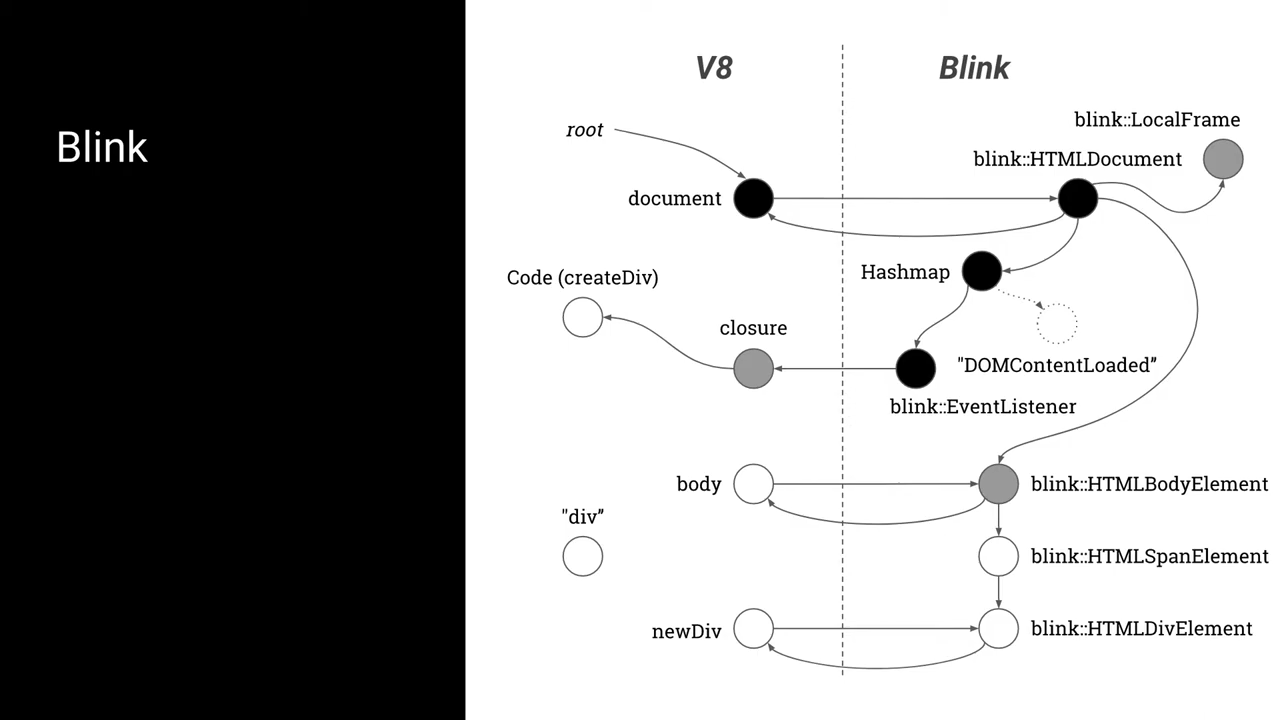 Blink
V8
Blink
root
blink::LocalFrame
blink::HTMLDocument
document
Hashmap
Code (createDiv)
closure
"DOMContentLoaded”
blink::EventListener
body
blink::HTMLBodyElement
"div”
blink::HTMLSpanElement
newDiv
blink::HTMLDivElement